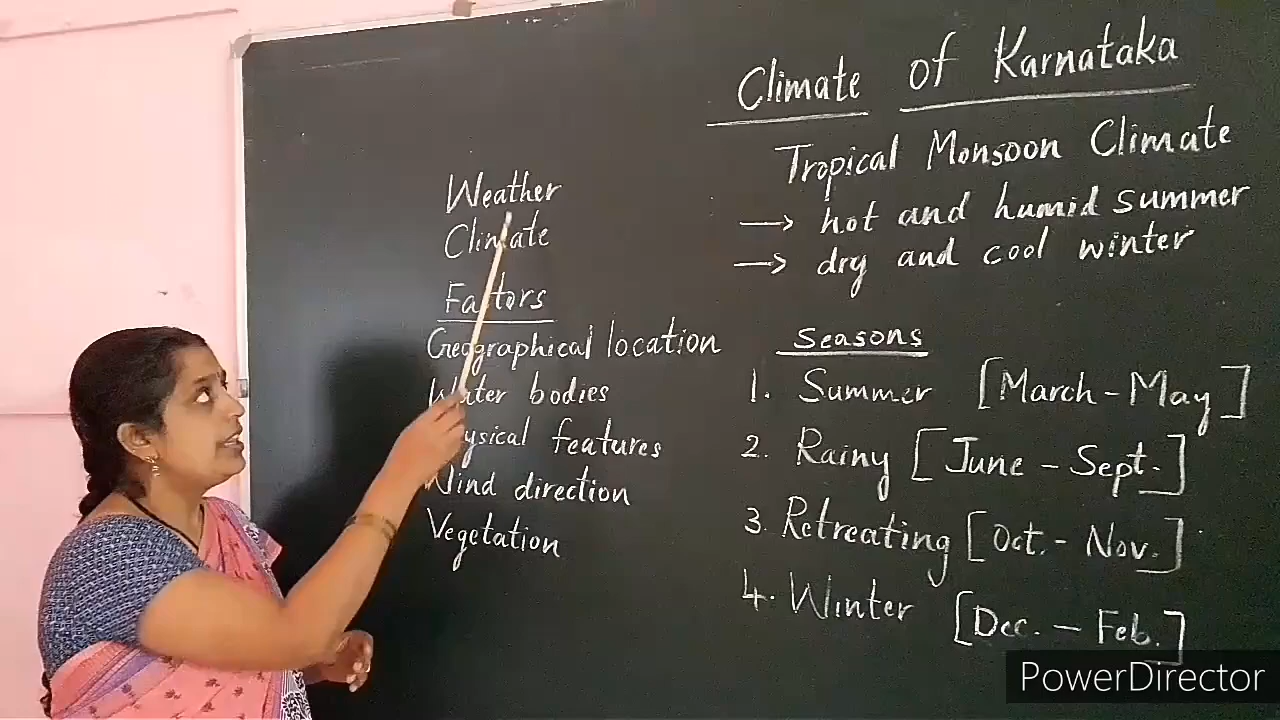 Climate of Karnataka
Tropical Monsoon Climate
→ hot and humid summer
→ dry and cool winter
Weather
Climate
Factors
Geographical location
Water bodies
Physical features
Wind direction
Vegetation
Seasons
1. Summer [March - May]
2. Rainy [June - Sept.]
3. Retreating [Oct. - Nov.]
4. Winter [Dec. - Feb.]
PowerDirector